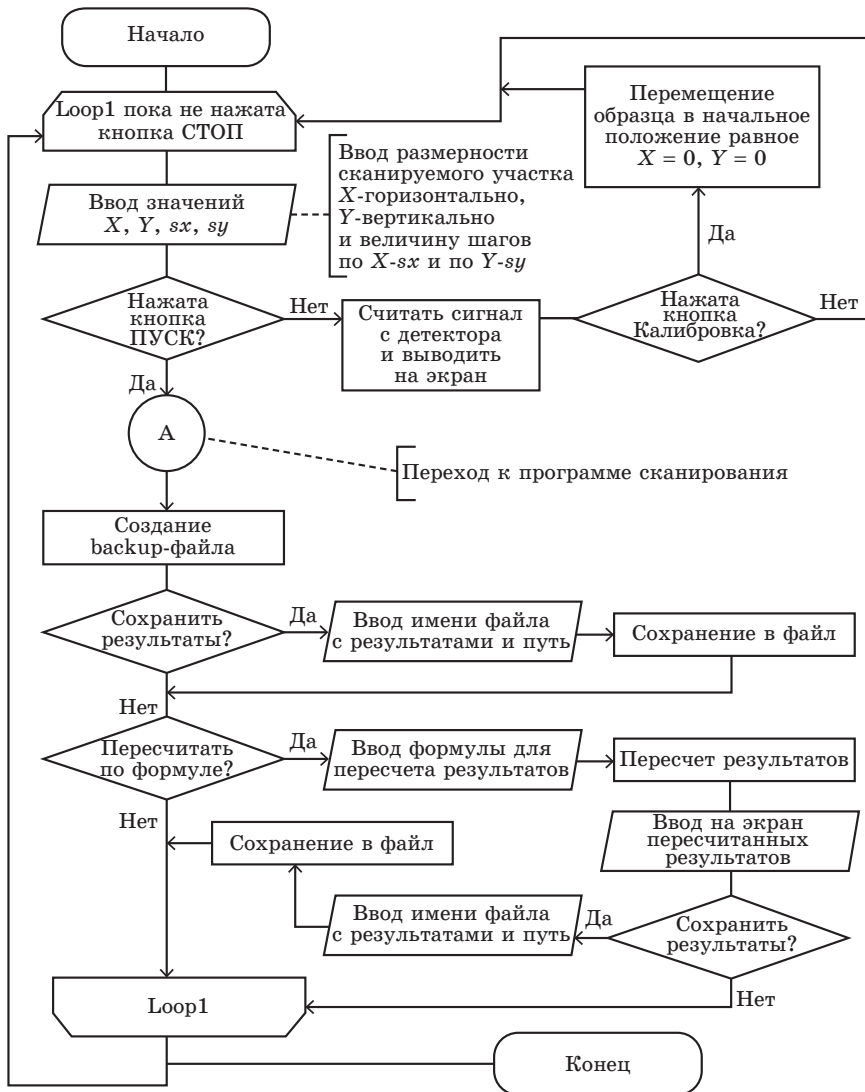 Начало
Loop1 пока не нажата
кнопка СТОП
Перемещение
образца в начальное
положение равное
X = 0, Y = 0
Ввод размерности
сканируемого участка
X-горизонтально,
Y-вертикально
и величину шагов
по X-sx и по Y-sy
Ввод значений
X, Y, sx, sy
Да
Нажата
кнопка
ПУСК?
Нет
Считать сигнал
с детектора
и выводить
на экран
Нажата
кнопка
Калибровка?
Нет
Да
А
Переход к программе сканирования
Создание
backup-файла
Сохранить
результаты?
Да
Ввод имени файла
с результатами и путь
Сохранение в файл
Нет
Пересчитать
по формуле?
Да
Ввод формулы для
пересчета результатов
Пересчет результатов
Нет
Ввод на экран
пересчитанных
результатов
Сохранение в файл
Ввод имени файла
с результатами и путь
Да
Сохранить
результаты?
Нет
Loop1
Конец